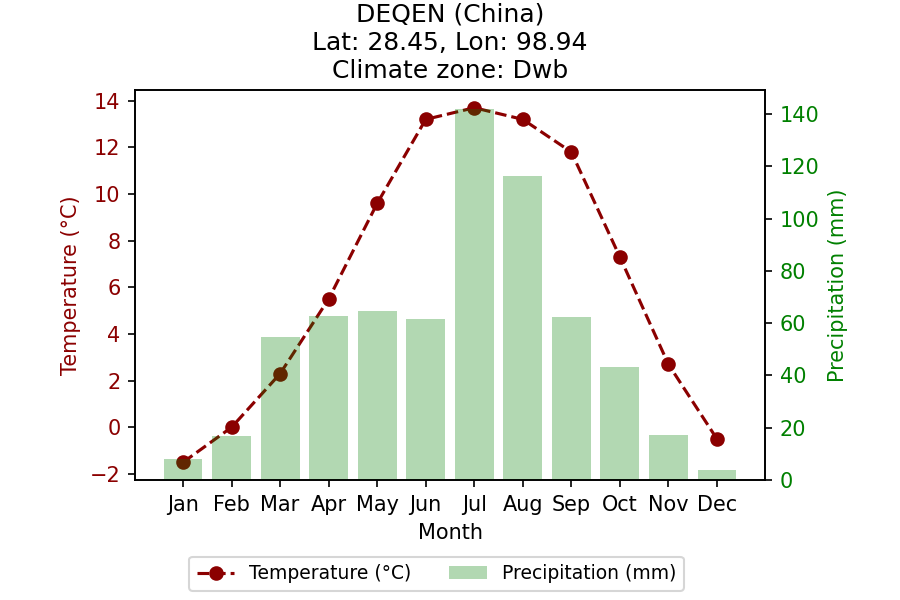 DEQEN (China)
Lat: 28.45, Lon: 98.94
Climate zone: Dwb
14
12
10
8
6
4
2
0
−2
Temperature (°C)
140
120
100
80
60
40
20
0
Precipitation (mm)
Jan Feb Mar Apr May Jun Jul Aug Sep Oct Nov Dec
Month
Temperature (°C) Precipitation (mm)